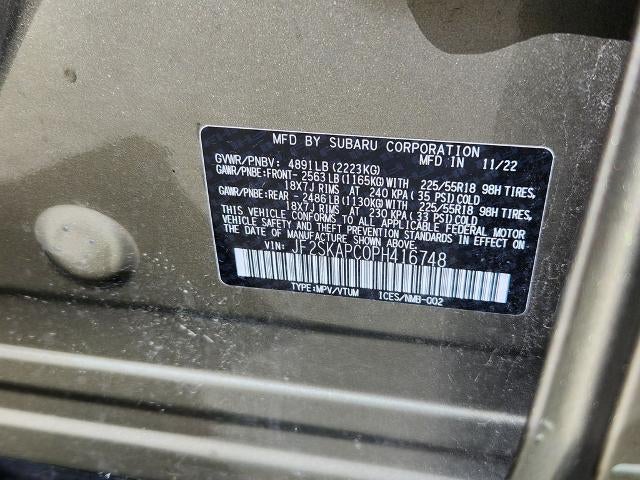 MFD BY SUBARU CORPORATION
GVWR/PNBV: 4891LB(2223KG) MFD IN 11/22
GAWR/PNBE:FRONT- 2563LB(1165KG)WITH 225/55R18 98H TIRES,
18X7J RIMS AT 240 KPA(35 PSI)COLD
GAWR/PNBE:REAR - 2486LB(1130KG)WITH 225/55R18 98H TIRES,
18X7J RIMS AT 230 KPA(33 PSI)COLD
THIS VEHICLE CONFORMS TO ALL APPLICABLE FEDERAL MOTOR
VEHICLE SAFETY AND THEFT PREVENTION STANDARDS IN EFFECT ON
THE DATE OF MANUFACTURE SHOWN ABOVE.
VIN: JF2SKAPC0PH416748
TYPE:MPV/VTUM ICES/NMB-002